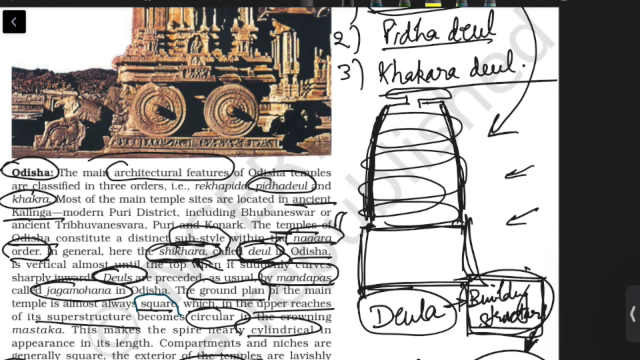 2) Pidha deul
3) Khakara deul.
Odisha: The main architectural features of Odisha temples
are classified in three orders, i.e., rekhapida, pidhadeul and
khakra. Most of the main temple sites are located in ancient
Kalinga—modern Puri District, including Bhubaneswar or
ancient Tribhuvanesvara, Puri and Konark. The temples of
Odisha constitute a distinct sub-style within the nagara
order. In general, here the shikhara, called deul in Odisha,
is vertical almost until the top when it suddenly curves
sharply inwards. Deuls are preceded, as usual, by mandapas
called jagamohana in Odisha. The ground plan of the main
temple is almost always square, which, in the upper reaches
of its superstructure becomes circular in the crowning
mastaka. This makes the spire nearly cylindrical in
appearance in its length. Compartments and niches are
generally square, the exterior of the temples are lavishly
Deula